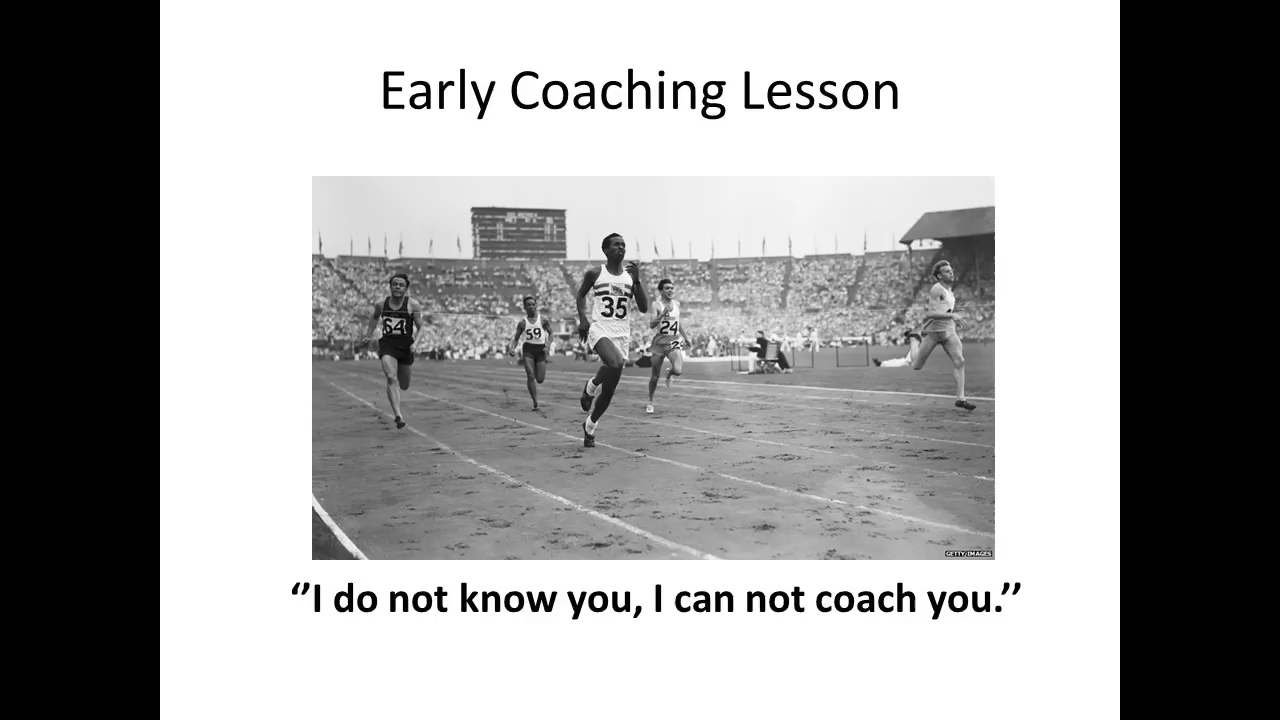 Early Coaching Lesson
64
59
35
24
GETTY IMAGES
‘’I do not know you, I can not coach you.’’